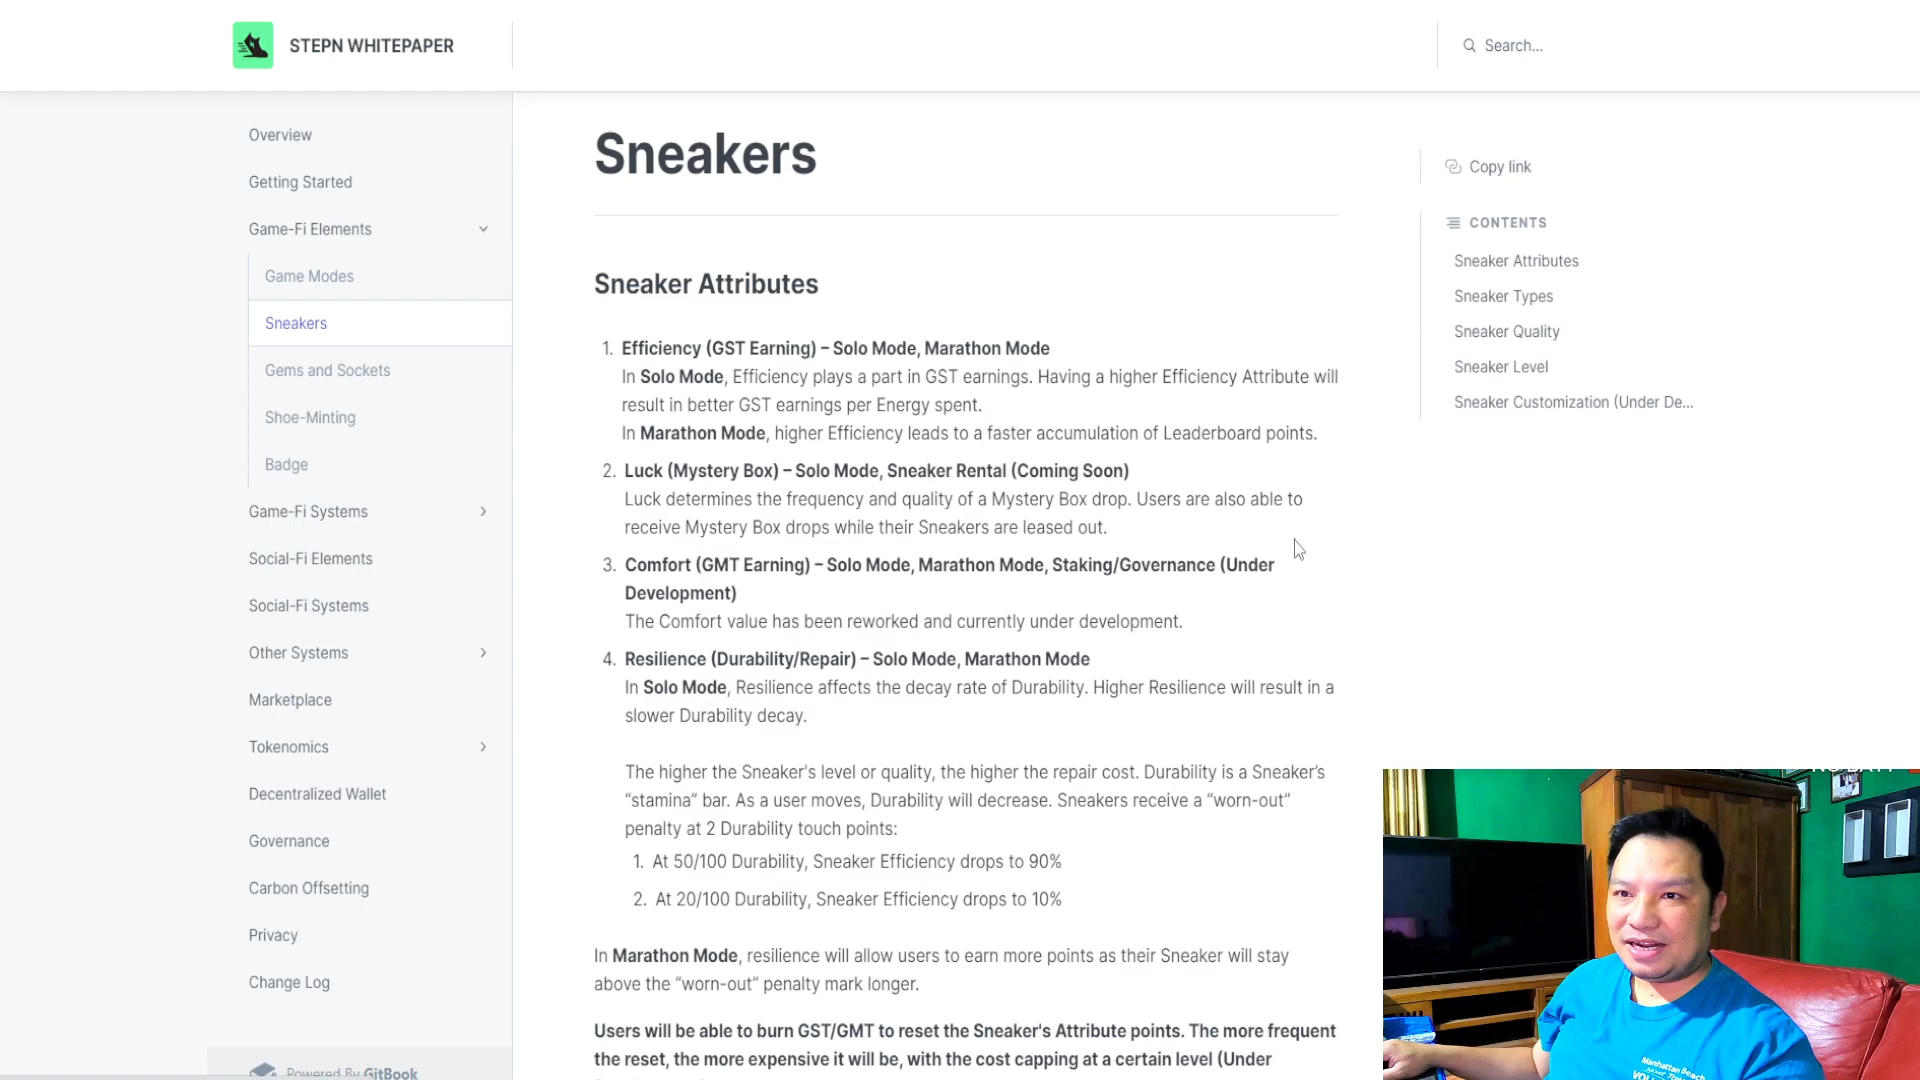 STEPN WHITEPAPER
Search...
Overview
Getting Started
Game-Fi Elements
Game Modes
Sneakers
Gems and Sockets
Shoe-Minting
Badge
Game-Fi Systems
Social-Fi Elements
Social-Fi Systems
Other Systems
Marketplace
Tokenomics
Decentralized Wallet
Governance
Carbon Offsetting
Privacy
Change Log
Powered By GitBook
Sneakers
Sneaker Attributes
1. Efficiency (GST Earning) – Solo Mode, Marathon Mode
In Solo Mode, Efficiency plays a part in GST earnings. Having a higher Efficiency Attribute will
result in better GST earnings per Energy spent.
In Marathon Mode, higher Efficiency leads to a faster accumulation of Leaderboard points.
2. Luck (Mystery Box) – Solo Mode, Sneaker Rental (Coming Soon)
Luck determines the frequency and quality of a Mystery Box drop. Users are also able to
receive Mystery Box drops while their Sneakers are leased out.
3. Comfort (GMT Earning) – Solo Mode, Marathon Mode, Staking/Governance (Under
Development)
The Comfort value has been reworked and currently under development.
4. Resilience (Durability/Repair) – Solo Mode, Marathon Mode
In Solo Mode, Resilience affects the decay rate of Durability. Higher Resilience will result in a
slower Durability decay.
The higher the Sneaker's level or quality, the higher the repair cost. Durability is a Sneaker’s
“stamina” bar. As a user moves, Durability will decrease. Sneakers receive a “worn-out”
penalty at 2 Durability touch points:
1. At 50/100 Durability, Sneaker Efficiency drops to 90%
2. At 20/100 Durability, Sneaker Efficiency drops to 10%
In Marathon Mode, resilience will allow users to earn more points as their Sneaker will stay
above the “worn-out” penalty mark longer.
Users will be able to burn GST/GMT to reset the Sneaker's Attribute points. The more frequent
the reset, the more expensive it will be, with the cost capping at a certain level (Under
Copy link
CONTENTS
Sneaker Attributes
Sneaker Types
Sneaker Quality
Sneaker Level
Sneaker Customization (Under De...
Manhattan Beach